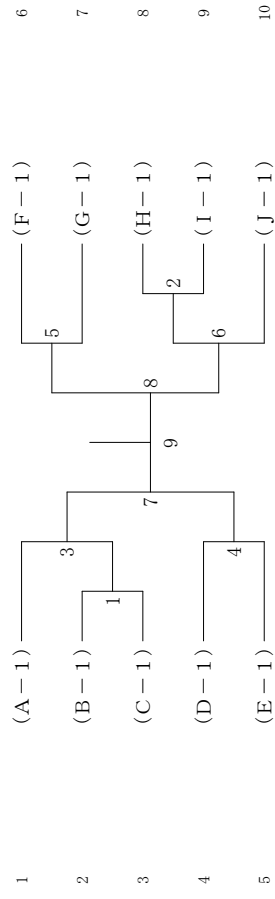 1 (A－1) (F－1) 6
2 (B－1) (G－1) 7
3 (C－1) (H－1) 8
4 (D－1) (I－1) 9
5 (E－1) (J－1) 10
1
2
3
4
5
6
7
8
9